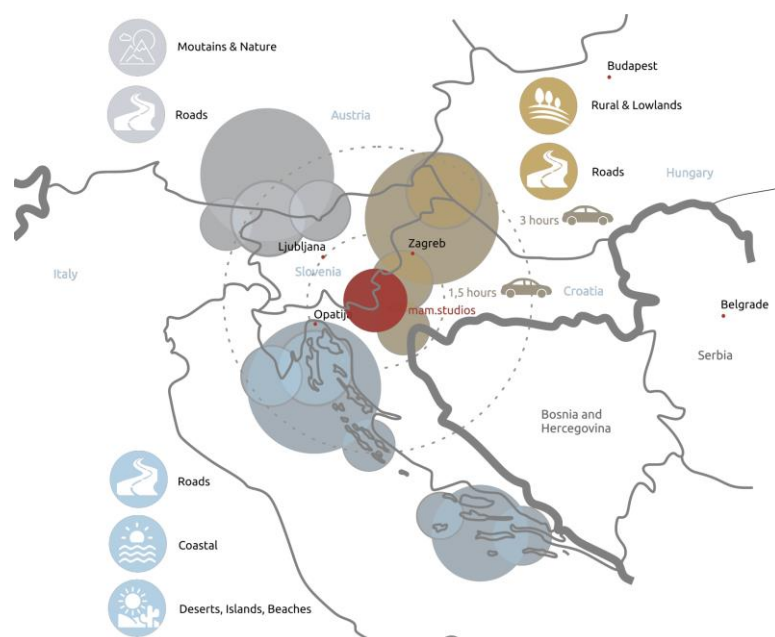 Moutains & Nature
Roads
Austria
Budapest
Rural & Lowlands
Roads
Hungary
3 hours
Ljubljana
Zagreb
Italy
Slovenia
1,5 hours
Croatia
Opatija
mam.studios
Belgrade
Serbia
Bosnia and
Hercegovina
Roads
Coastal
Deserts, Islands, Beaches